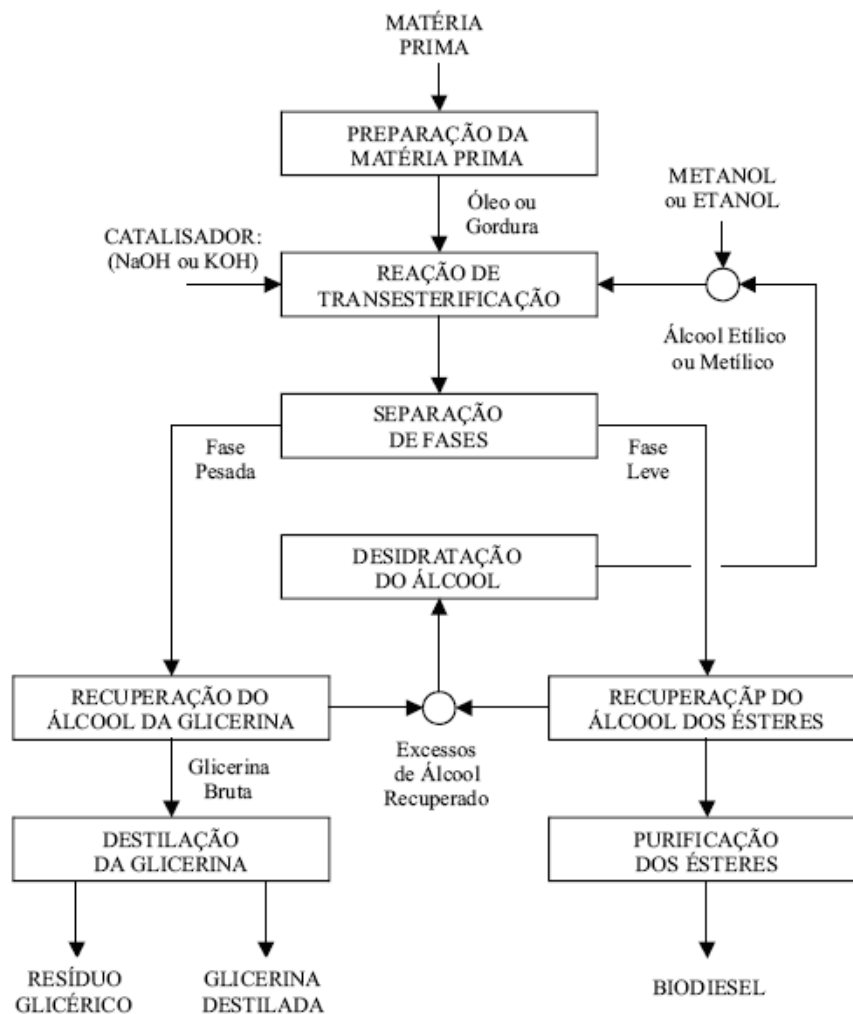 MATÉRIA
PRIMA
PREPARAÇÃO DA
MATÉRIA PRIMA
Óleo ou
Gordura
METANOL
ou ETANOL
CATALISADOR:
(NaOH ou KOH)
REAÇÃO DE
TRANSESTERIFICAÇÃO
Álcool Etílico
ou Metílico
SEPARAÇÃO
DE FASES
Fase
Pesada
Fase
Leve
DESIDRATAÇÃO
DO ÁLCOOL
RECUPERAÇÃO DO
ÁLCOOL DA GLICERINA
RECUPERAÇÃP DO
ÁLCOOL DOS ÉSTERES
Excessos
de Álcool
Recuperado
Glicerina
Bruta
DESTILAÇÃO
DA GLICERINA
PURIFICAÇÃO
DOS ÉSTERES
RESÍDUO
GLICÉRICO
GLICERINA
DESTILADA
BIODIESEL